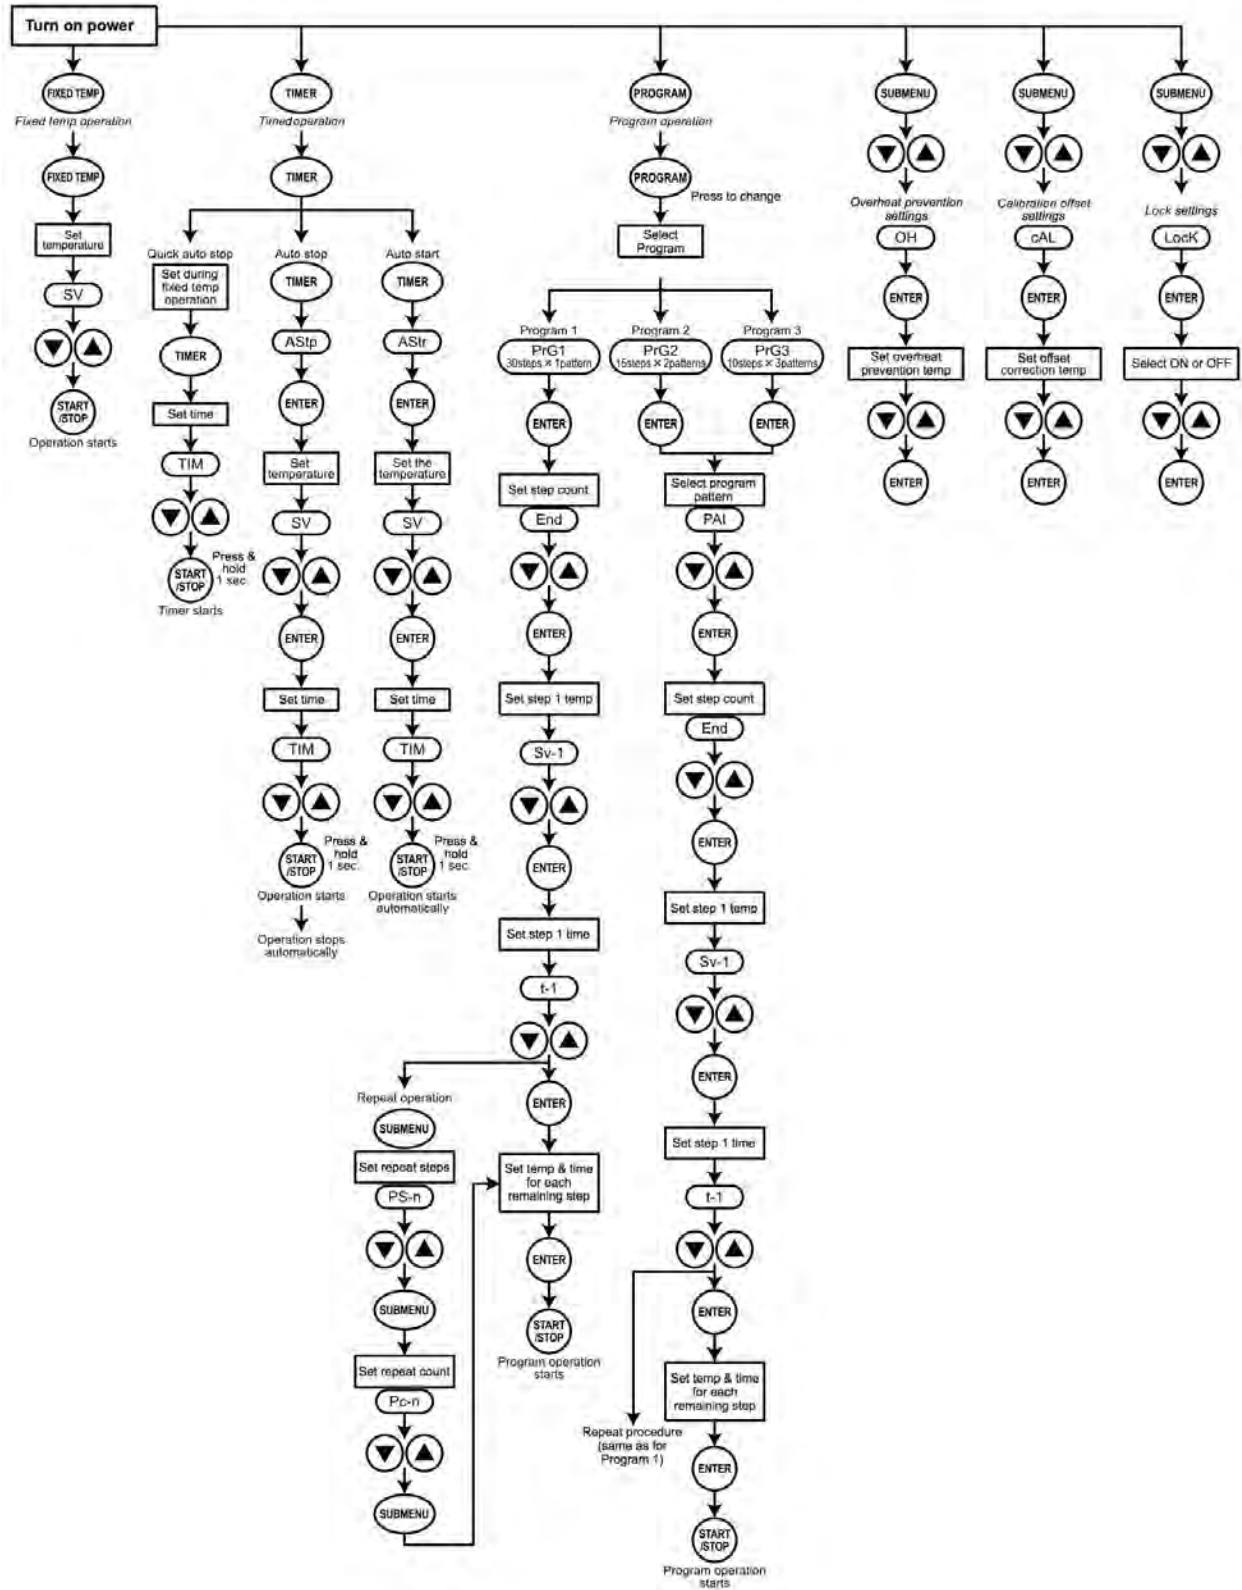 Turn on power
FIXED TEMP
Fixed temp operation
FIXED TEMP
Set
temperature
SV
START
/STOP
Operation starts
TIMER
Timed operation
TIMER
Quick auto stop
Set during
fixed temp
operation
TIMER
Set time
TIM
START
/STOP
Press &
hold
1 sec.
Timer starts
Auto stop
TIMER
AStp
ENTER
Set
temperature
SV
ENTER
Set time
TIM
START
/STOP
Press &
hold
1 sec.
Operation starts
Operation stops
automatically
Auto start
TIMER
AStr
ENTER
Set the
temperature
SV
ENTER
Set time
TIM
START
/STOP
Press &
hold
1 sec.
Operation starts
automatically
PROGRAM
Program operation
PROGRAM
Press to change
Select
Program
Program 1
PrG1
30steps × 1pattern
ENTER
Set step count
End
ENTER
Set step 1 temp
Sv-1
ENTER
Set step 1 time
t-1
ENTER
Set temp & time
for each
remaining step
ENTER
START
/STOP
Program operation
starts
Repeat operation
SUBMENU
Set repeat steps
PS-n
SUBMENU
Set repeat count
Pc-n
SUBMENU
Program 2
PrG2
15steps × 2patterns
ENTER
Program 3
PrG3
10steps × 3patterns
ENTER
Select program
pattern
PAI
ENTER
Set step count
End
ENTER
Set step 1 temp
Sv-1
ENTER
Set step 1 time
t-1
ENTER
Set temp & time
for each
remaining step
ENTER
START
/STOP
Program operation
starts
Repeat procedure
(same as for
Program 1)
SUBMENU
Overheat prevention
settings
OH
ENTER
Set overheat
prevention temp
ENTER
SUBMENU
Calibration offset
settings
cAL
ENTER
Set offset
correction temp
ENTER
SUBMENU
Lock settings
LocK
ENTER
Select ON or OFF
ENTER